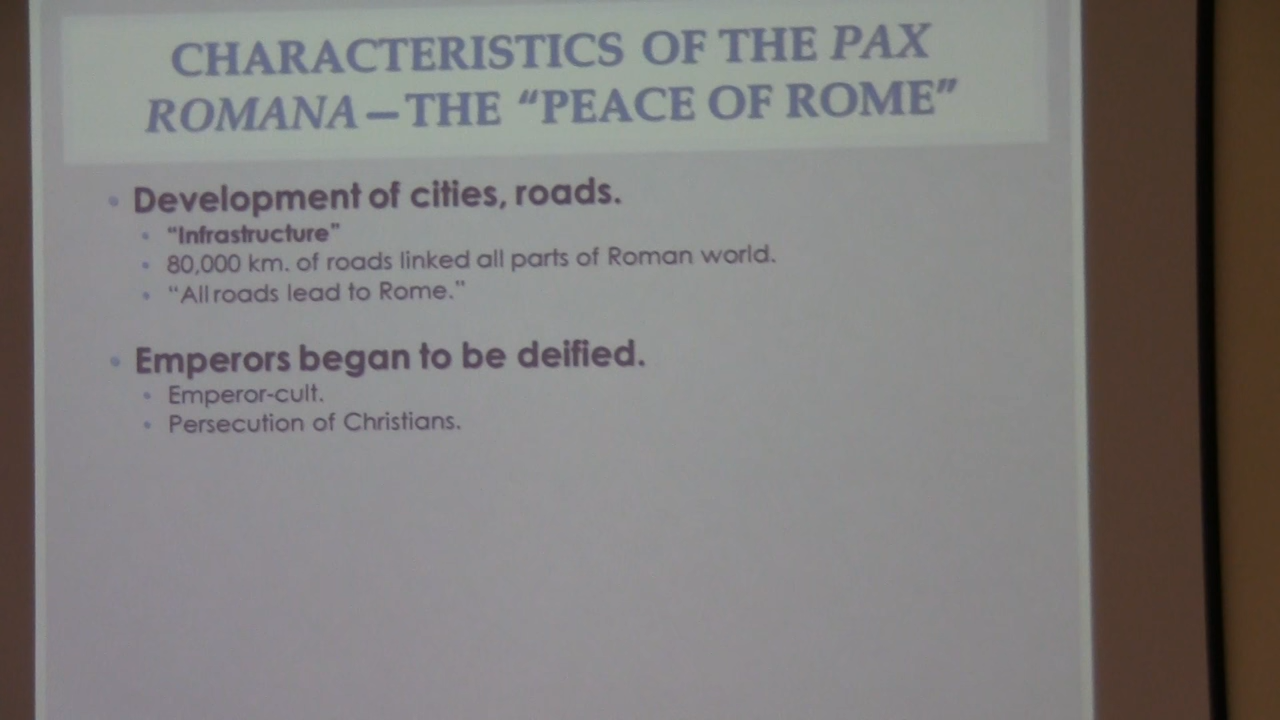 CHARACTERISTICS OF THE PAX
ROMANA—THE “PEACE OF ROME”
• Development of cities, roads.
• “Infrastructure”
• 80,000 km. of roads linked all parts of Roman world.
• “All roads lead to Rome.”
• Emperors began to be deified.
• Emperor-cult.
• Persecution of Christians.